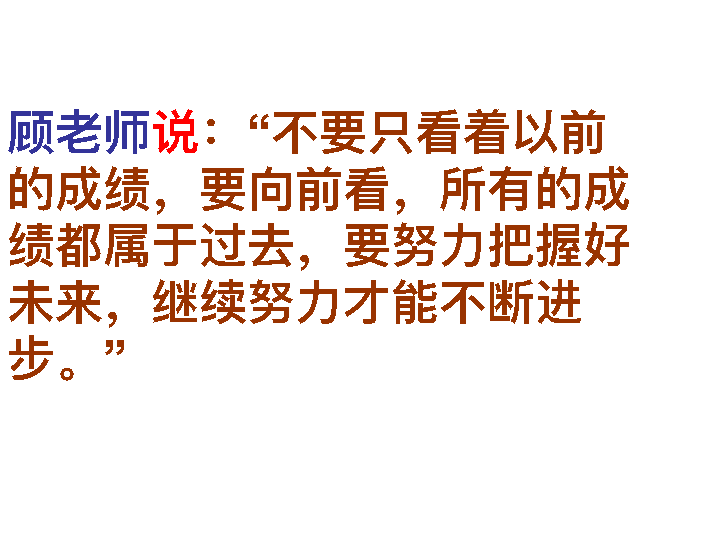 顾老师说：“不要只看着以前
的成绩，要向前看，所有的成
绩都属于过去，要努力把握好
未来，继续努力才能不断进
步。”